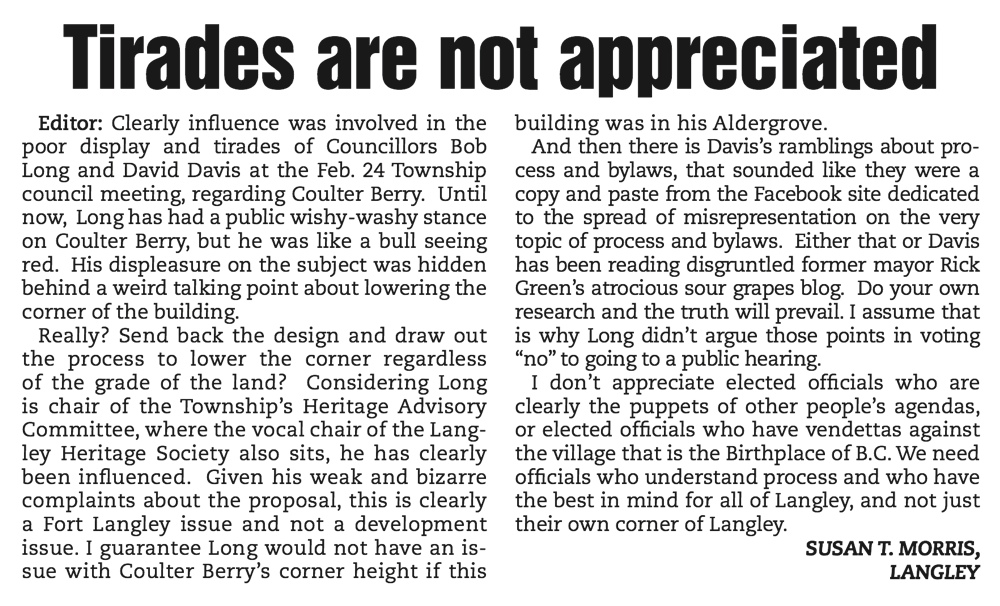 Tirades are not appreciated
Editor: Clearly influence was involved in the
poor display and tirades of Councillors Bob
Long and David Davis at the Feb. 24 Township
council meeting, regarding Coulter Berry.  Until
now, Long has had a public wishy-washy stance
on Coulter Berry, but he was like a bull seeing
red.  His displeasure on the subject was hidden
behind a weird talking point about lowering the
corner of the building.
Really? Send back the design and draw out
the process to lower the corner regardless
of the grade of the land?  Considering Long
is chair of the Township's Heritage Advisory
Committee, where the vocal chair of the Lang-
ley Heritage Society also sits, he has clearly
been influenced.  Given his weak and bizarre
complaints about the proposal, this is clearly
a Fort Langley issue and not a development
issue. I guarantee Long would not have an is-
sue with Coulter Berry's corner height if this
building was in his Aldergrove.
And then there is Davis's ramblings about pro-
cess and bylaws, that sounded like they were a
copy and paste from the Facebook site dedicated
to the spread of misrepresentation on the very
topic of process and bylaws.  Either that or Davis
has been reading disgruntled former mayor Rick
Green's atrocious sour grapes blog.  Do your own
research and the truth will prevail. I assume that
is why Long didn't argue those points in voting
"no" to going to a public hearing.
I don't appreciate elected officials who are
clearly the puppets of other people's agendas,
or elected officials who have vendettas against
the village that is the Birthplace of B.C. We need
officials who understand process and who have
the best in mind for all of Langley, and not just
their own corner of Langley.
SUSAN T. MORRIS,
LANGLEY